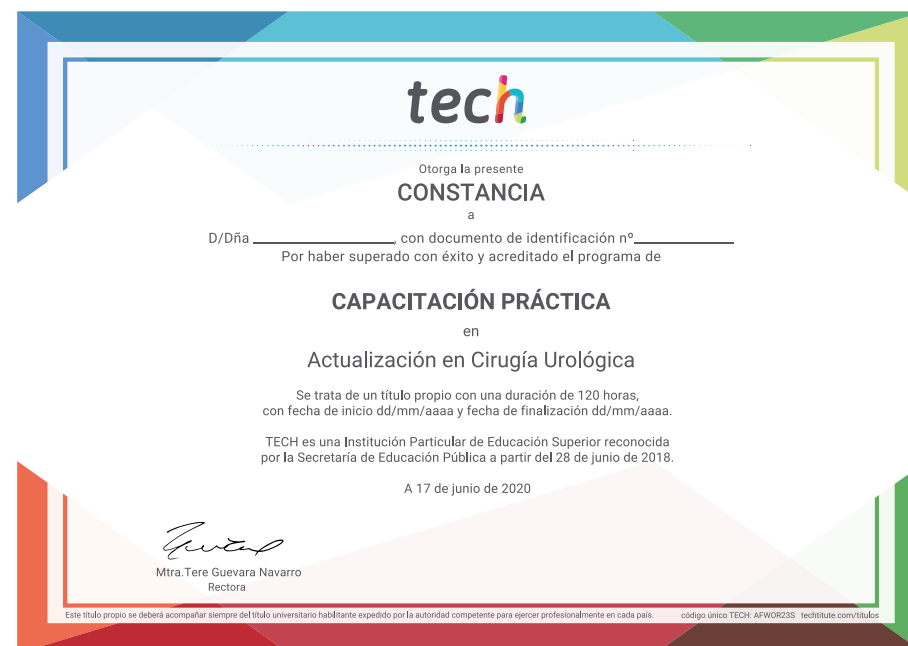 tech
Otorga la presente
CONSTANCIA
a
D/Dña ____________________, con documento de identificación nº______________
Por haber superado con éxito y acreditado el programa de
CAPACITACIÓN PRÁCTICA
en
Actualización en Cirugía Urológica
Se trata de un título propio con una duración de 120 horas,
con fecha de inicio dd/mm/aaaa y fecha de finalización dd/mm/aaaa.
TECH es una Institución Particular de Educación Superior reconocida
por la Secretaría de Educación Pública a partir del 28 de junio de 2018.
A 17 de junio de 2020
Mtra.Tere Guevara Navarro
Rectora
Este título propio se deberá acompañar siempre del título universitario habilitante expedido por la autoridad competente para ejercer profesionalmente en cada país. código único TECH: AFWOR23S techtitute.com/titulos